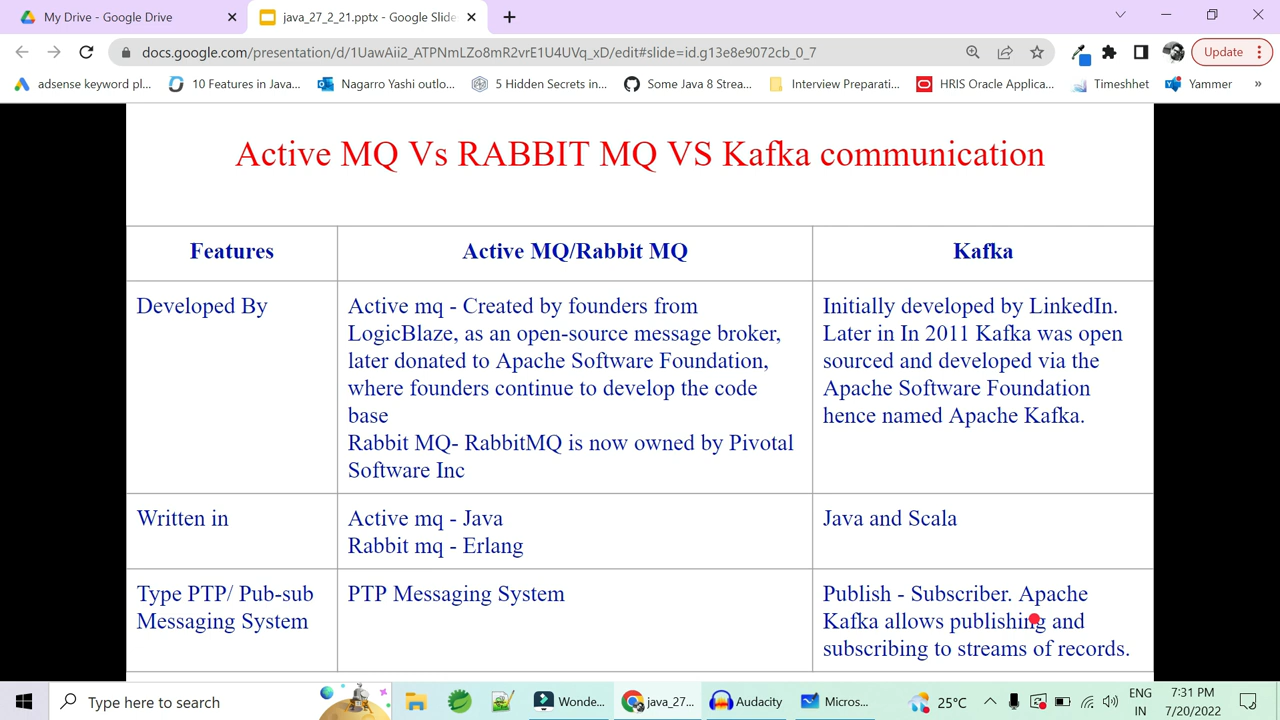 My Drive - Google Drive
java_27_2_21.pptx - Google Slide
docs.google.com/presentation/d/1UawAii2_ATPNmLZo8mR2vrE1U4UVq_xD/edit#slide=id.g13e8e9072cb_0_7
Update
adsense keyword pl...
10 Features in Java...
Nagarro Yashi outlo...
5 Hidden Secrets in...
Some Java 8 Strea...
Interview Preparati...
HRIS Oracle Applica...
Timeshhet
Yammer
»
Active MQ Vs RABBIT MQ VS Kafka communication
Features
Active MQ/Rabbit MQ
Kafka
Developed By
Active mq - Created by founders from
LogicBlaze, as an open-source message broker,
later donated to Apache Software Foundation,
where founders continue to develop the code
base
Rabbit MQ- RabbitMQ is now owned by Pivotal
Software Inc
Initially developed by LinkedIn.
Later in In 2011 Kafka was open
sourced and developed via the
Apache Software Foundation
hence named Apache Kafka.
Written in
Active mq - Java
Rabbit mq - Erlang
Java and Scala
Type PTP/ Pub-sub
Messaging System
PTP Messaging System
Publish - Subscriber. Apache
Kafka allows publishing and
subscribing to streams of records.
Type here to search
Wonde...
java_27...
Audacity
Micros...
25°C
ENG
IN
7:31 PM
7/20/2022